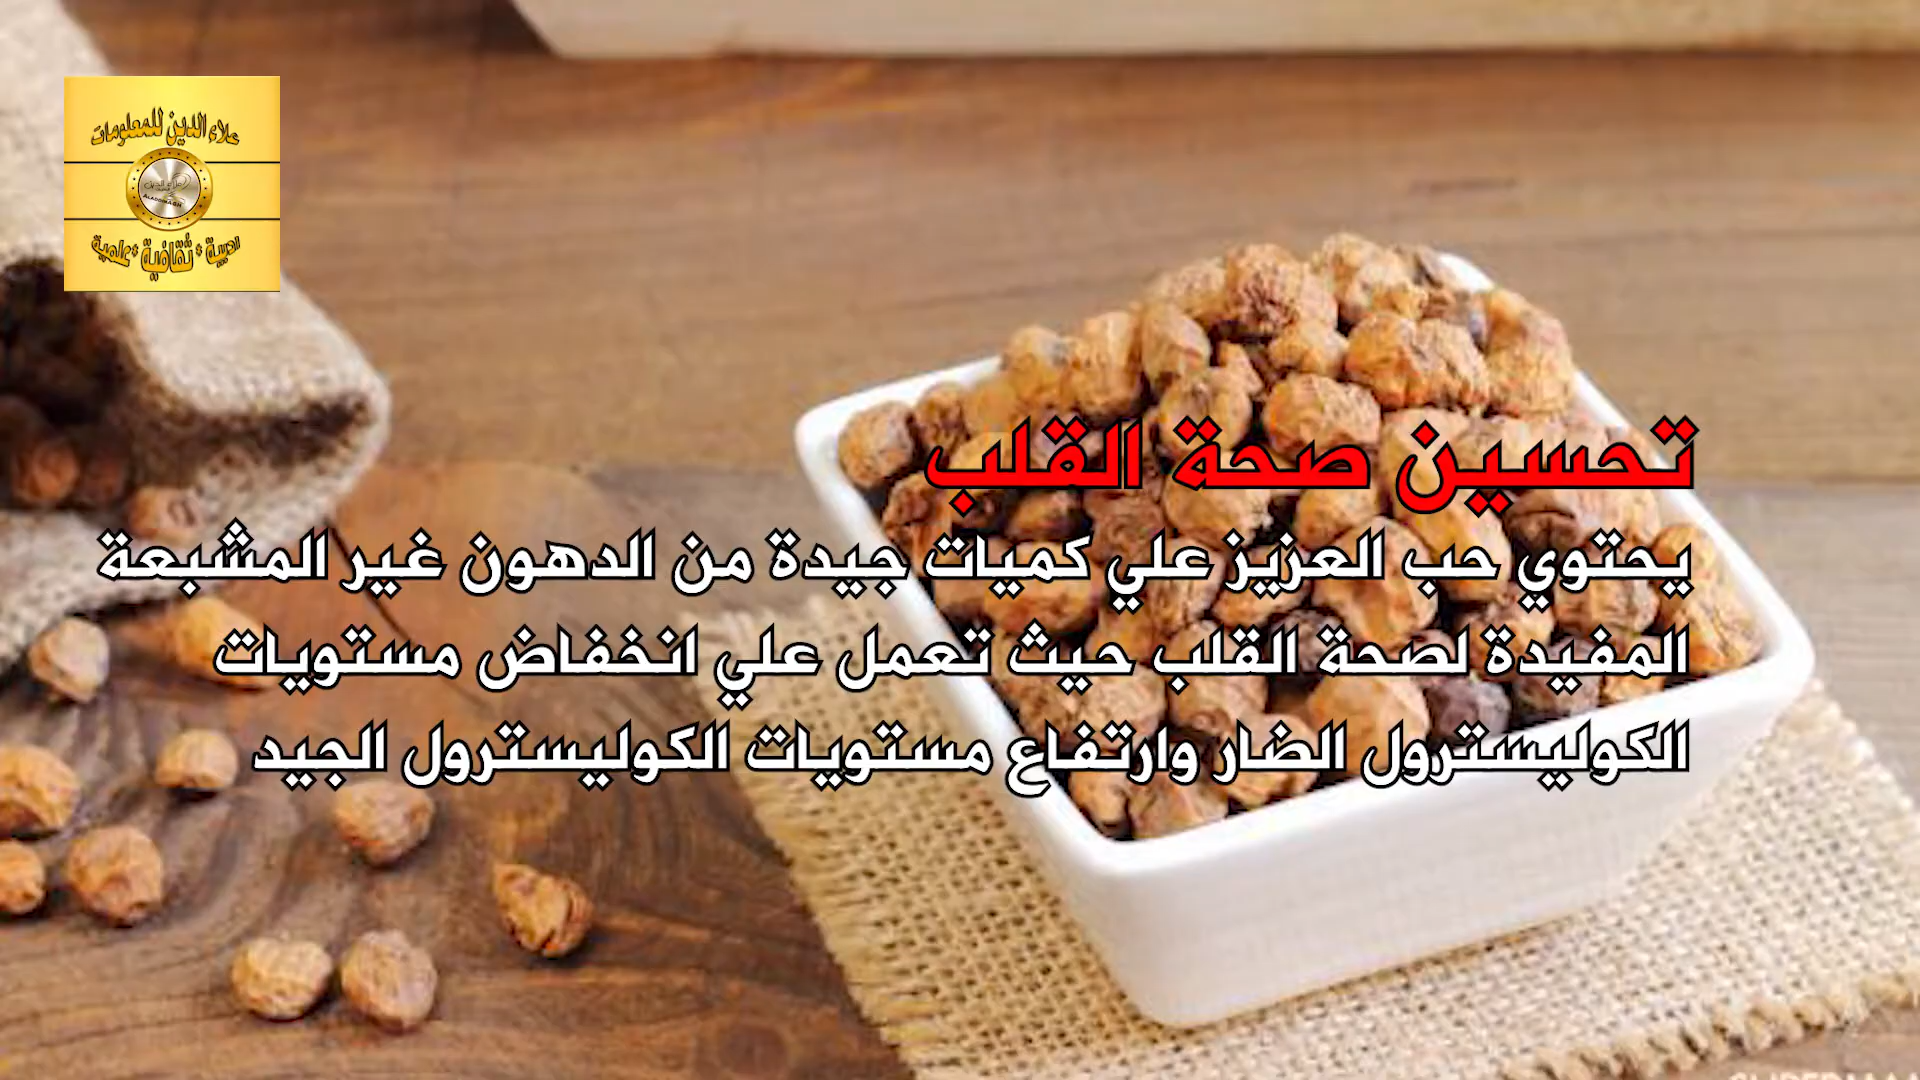 علاء الدين للمعلومات
ادبية * ثقافية * علمية
تحسين صحة القلب
يحتوي حب العزيز علي كميات جيدة من الدهون غير المشبعة
المفيدة لصحة القلب حيث تعمل علي انخفاض مستويات
الكوليسترول الضار وارتفاع مستويات الكوليسترول الجيد